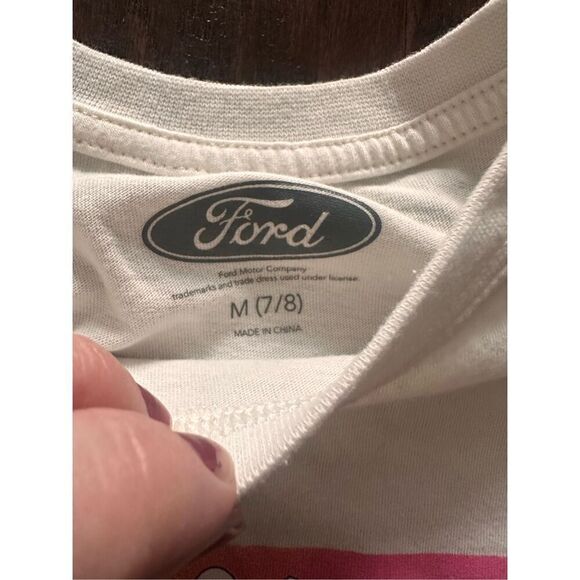 Ford
Ford Motor Company
trademarks and trade dress used under license.
M (7/8)
MADE IN CHINA